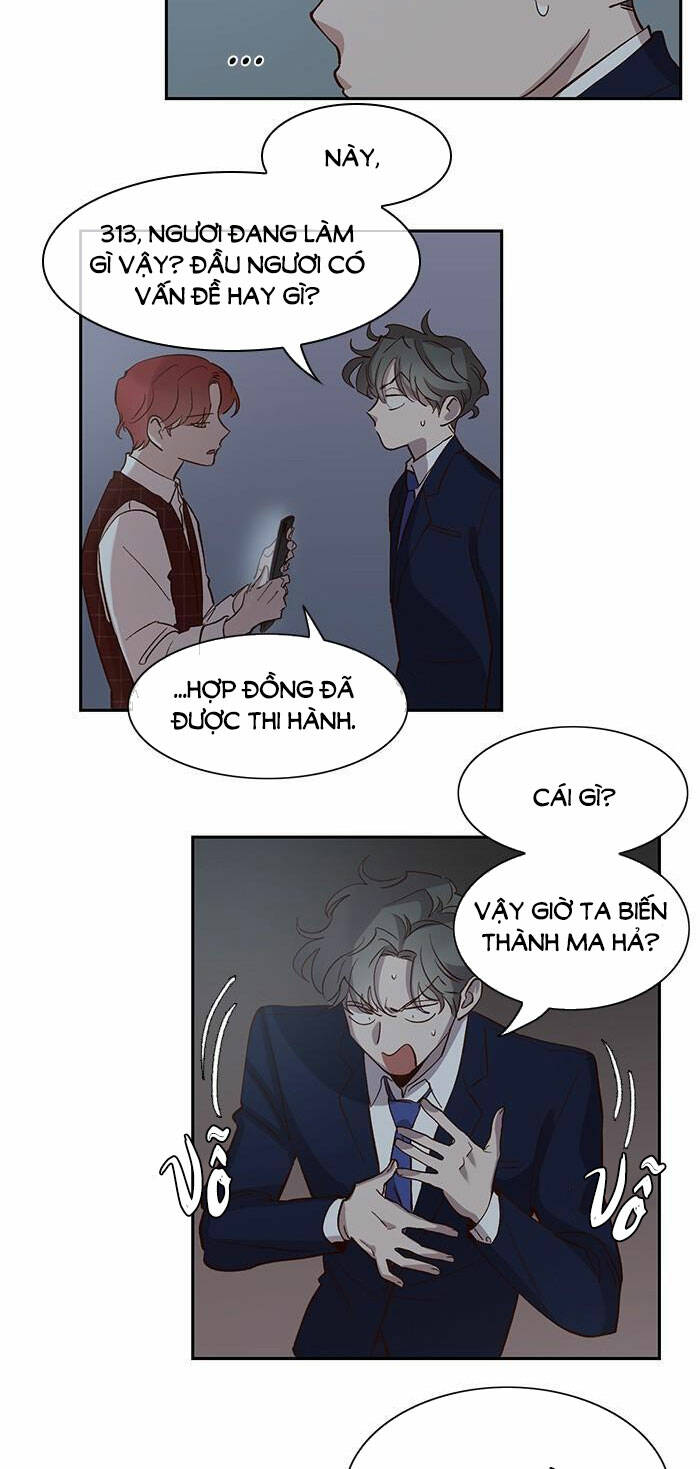 ...
NÀY,
313, NGƯƠI ĐANG LÀM
GÌ VẬY? ĐẦU NGƯƠI CÓ
VẤN ĐỀ HAY GÌ?
...HỢP ĐỒNG ĐÃ
ĐƯỢC THI HÀNH.
CÁI GÌ?
VẬY GIỜ TA BIẾN
THÀNH MA HẢ?
VỖ
VỖ